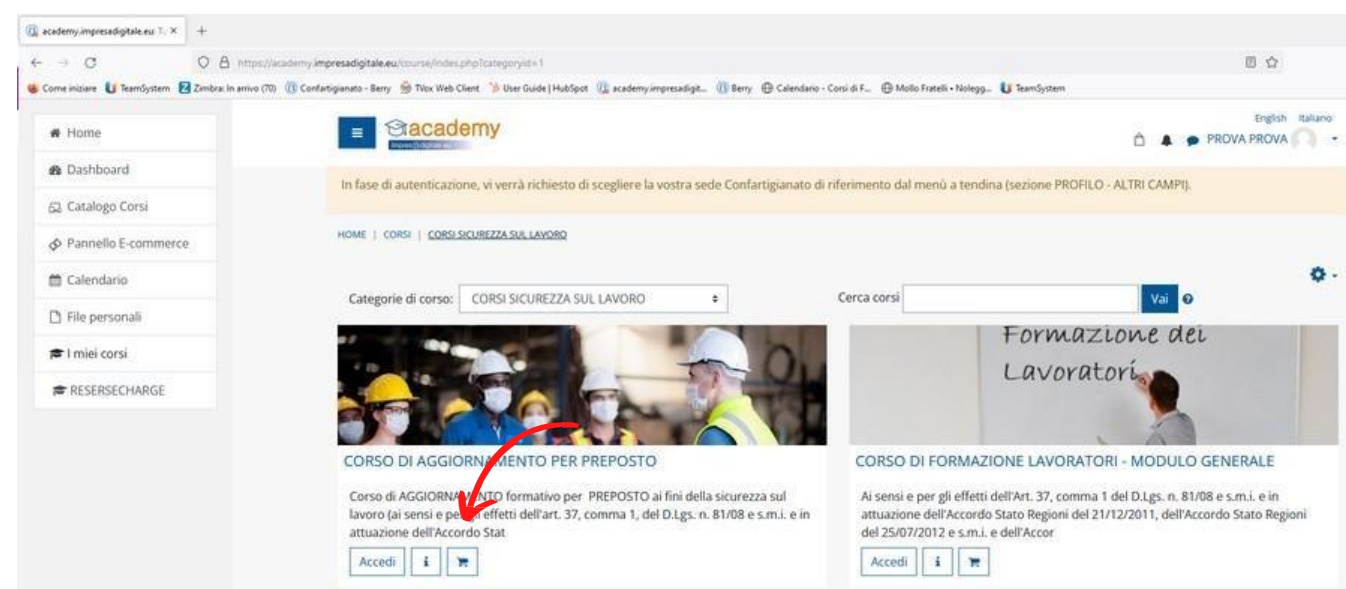 academy.impresadigitale.eu: T
https://academy.impresadigitale.eu/course/index.php?categoryid=1
Come iniziare TeamSystem Zimbra: In arrivo (70) Confartigianato - Berry TVox Web Client User Guide | HubSpot academy.impresadigit... Berry Calendario - Corsi di F... Mollo Fratelli • Nolegg... TeamSystem
Home
Dashboard
Catalogo Corsi
Pannello E-commerce
Calendario
File personali
I miei corsi
RESERSECHARGE
academy
English Italiano
PROVA PROVA
In fase di autenticazione, vi verrà richiesto di scegliere la vostra sede Confartigianato di riferimento dal menù a tendina (sezione PROFILO - ALTRI CAMPI).
HOME | CORSI | CORSI SICUREZZA SUL LAVORO
Categorie di corso: CORSI SICUREZZA SUL LAVORO Cerca corsi Vai
Formazione dei
Lavoratori
CORSO DI AGGIORNAMENTO PER PREPOSTO
Corso di AGGIORNAMENTO formativo per PREPOSTO ai fini della sicurezza sul
lavoro (ai sensi e per gli effetti dell'art. 37, comma 1, del D.Lgs. n. 81/08 e s.m.i. e in
attuazione dell'Accordo Stat
Accedi i
CORSO DI FORMAZIONE LAVORATORI - MODULO GENERALE
Ai sensi e per gli effetti dell'Art. 37, comma 1 del D.Lgs. n. 81/08 e s.m.i. e in
attuazione dell'Accordo Stato Regioni del 21/12/2011, dell'Accordo Stato Regioni
del 25/07/2012 e s.m.i. e dell'Accor
Accedi i